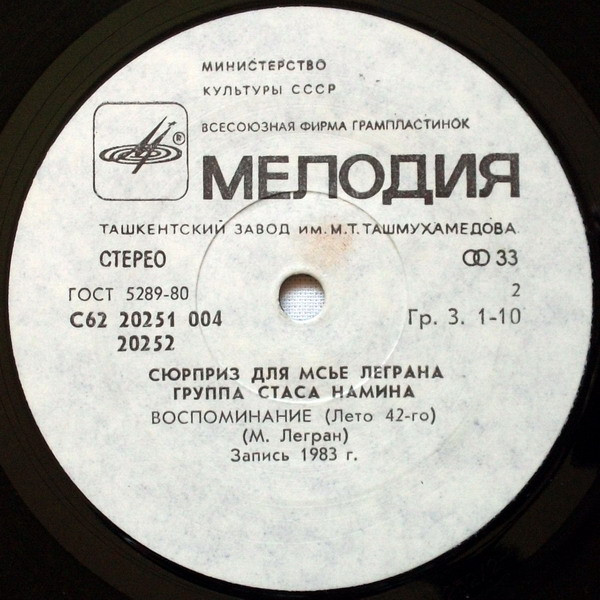 МИНИСТЕРСТВО
КУЛЬТУРЫ СССР
ВСЕСОЮЗНАЯ ФИРМА ГРАМПЛАСТИНОК
®
МЕЛОДИЯ
ТАШКЕНТСКИЙ ЗАВОД ИМ. М.Т. ТАШМУХАМЕДОВА
СТЕРЕО 33
ГОСТ 5289-80 2
С62 20251 004 Гр. 3. 1-10
20252
СЮРПРИЗ ДЛЯ МСЬЕ ЛЕГРАНА
ГРУППА СТАСА НАМИНА
ВОСПОМИНАНИЕ (Лето 42-го)
(М. Легран)
Запись 1983 г.